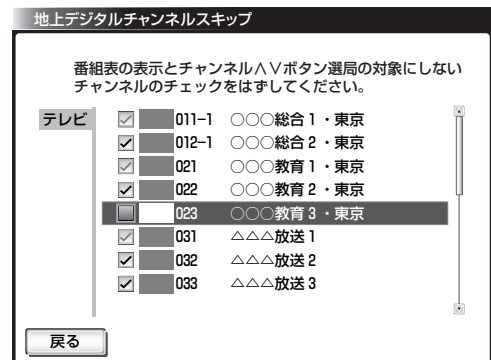 地上デジタルチャンネルスキップ
番組表の表示とチャンネル∧∨ボタン選局の対象にしない
チャンネルのチェックをはずしてください。
テレビ
011-1 ○○○総合1・東京
012-1 ○○○総合2・東京
021 ○○○教育1・東京
022 ○○○教育2・東京
023 ○○○教育3・東京
031 △△△放送1
032 △△△放送2
033 △△△放送3
戻る